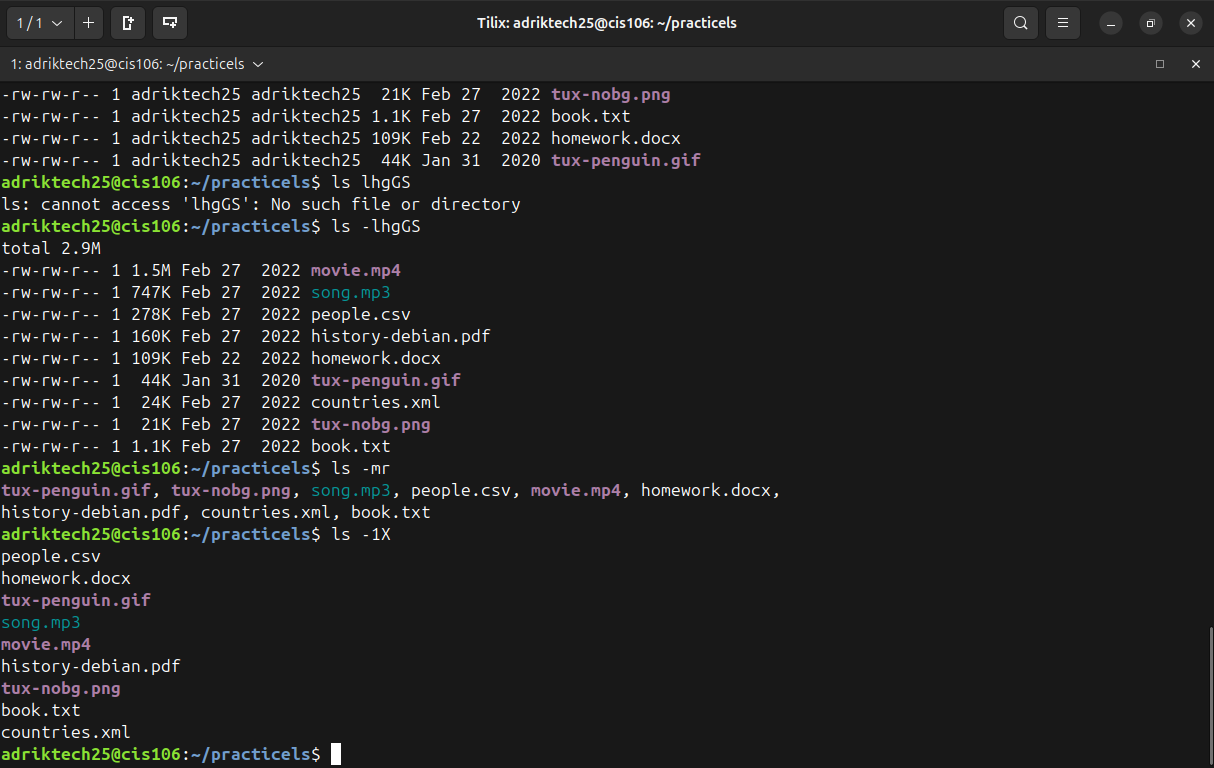 1 / 1
Tilix: adriktech25@cis106: ~/practicels
1: adriktech25@cis106: ~/practicels
-rw-rw-r-- 1 adriktech25 adriktech25  21K Feb 27  2022 tux-nobg.png
-rw-rw-r-- 1 adriktech25 adriktech25 1.1K Feb 27  2022 book.txt
-rw-rw-r-- 1 adriktech25 adriktech25 109K Feb 22  2022 homework.docx
-rw-rw-r-- 1 adriktech25 adriktech25  44K Jan 31  2020 tux-penguin.gif
adriktech25@cis106:~/practicels$ ls lhgGS
ls: cannot access 'lhgGS': No such file or directory
adriktech25@cis106:~/practicels$ ls -lhgGS
total 2.9M
-rw-rw-r-- 1 1.5M Feb 27  2022 movie.mp4
-rw-rw-r-- 1 747K Feb 27  2022 song.mp3
-rw-rw-r-- 1 278K Feb 27  2022 people.csv
-rw-rw-r-- 1 160K Feb 27  2022 history-debian.pdf
-rw-rw-r-- 1 109K Feb 22  2022 homework.docx
-rw-rw-r-- 1  44K Jan 31  2020 tux-penguin.gif
-rw-rw-r-- 1  24K Feb 27  2022 countries.xml
-rw-rw-r-- 1  21K Feb 27  2022 tux-nobg.png
-rw-rw-r-- 1 1.1K Feb 27  2022 book.txt
adriktech25@cis106:~/practicels$ ls -mr
tux-penguin.gif, tux-nobg.png, song.mp3, people.csv, movie.mp4, homework.docx,
history-debian.pdf, countries.xml, book.txt
adriktech25@cis106:~/practicels$ ls -1X
people.csv
homework.docx
tux-penguin.gif
song.mp3
movie.mp4
history-debian.pdf
tux-nobg.png
book.txt
countries.xml
adriktech25@cis106:~/practicels$